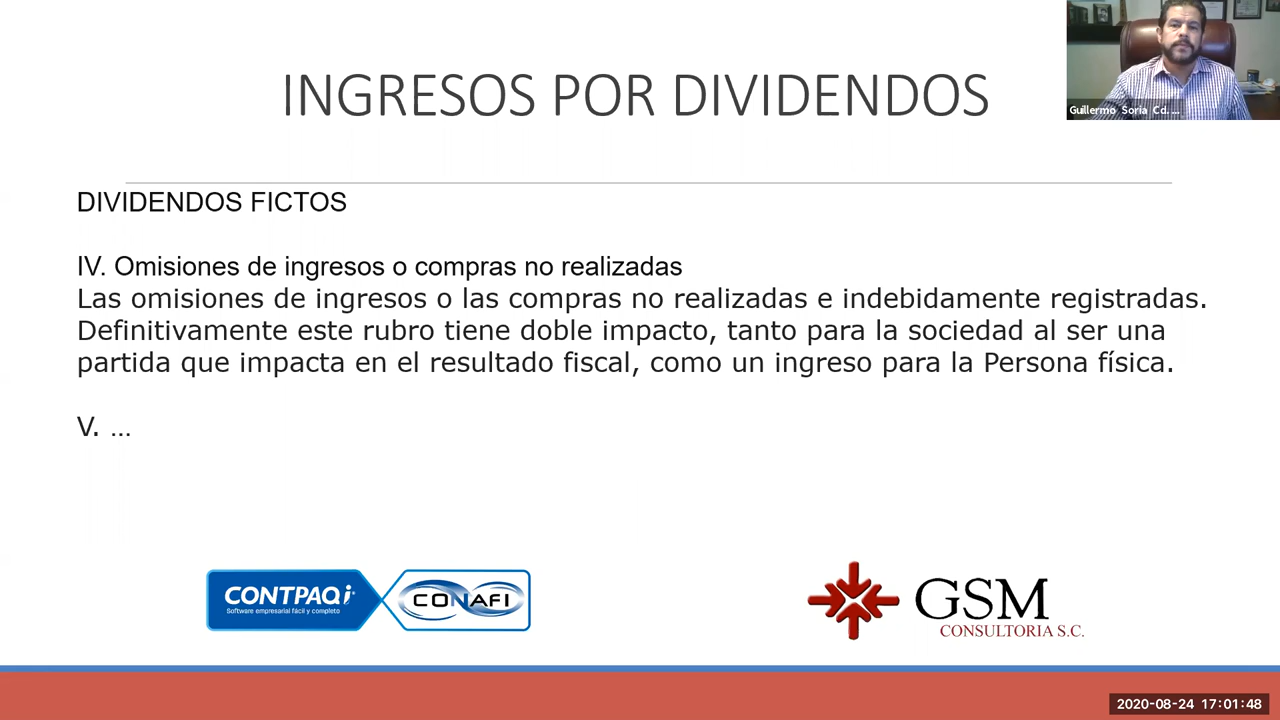 INGRESOS POR DIVIDENDOS
Guillermo Soria Cd....
DIVIDENDOS FICTOS
IV. Omisiones de ingresos o compras no realizadas
Las omisiones de ingresos o las compras no realizadas e indebidamente registradas.
Definitivamente este rubro tiene doble impacto, tanto para la sociedad al ser una
partida que impacta en el resultado fiscal, como un ingreso para la Persona física.
V. ...
CONTPAQi
Software empresarial fácil y completo
CONAFI
GSM
CONSULTORIA S.C.
2020-08-24 17:01:48